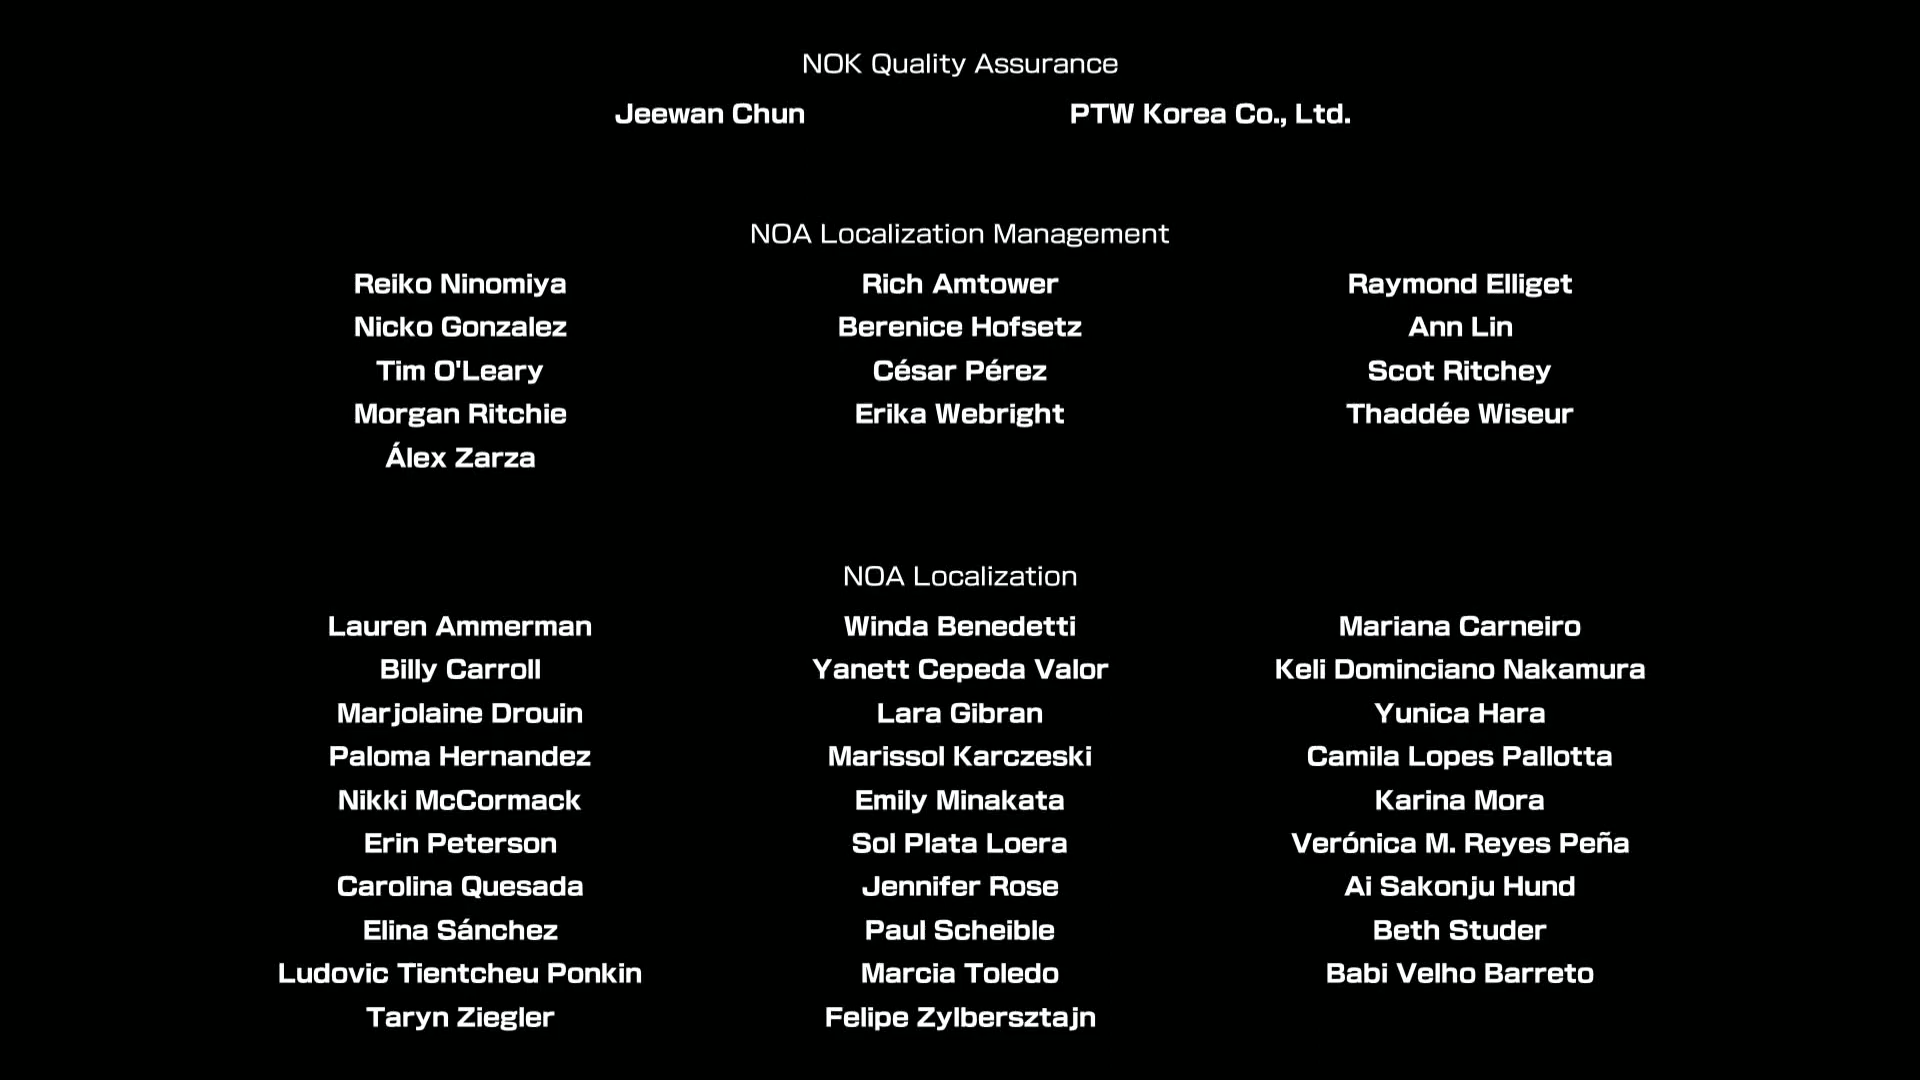 NOK Quality Assurance
Jeewan Chun PTW Korea Co., Ltd.
NOA Localization Management
Reiko Ninomiya Rich Amtower Raymond Elliget
Nicko Gonzalez Berenice Hofsetz Ann Lin
Tim O'Leary César Pérez Scot Ritchey
Morgan Ritchie Erika Webright Thaddée Wiseur
Álex Zarza
NOA Localization
Lauren Ammerman Winda Benedetti Mariana Carneiro
Billy Carroll Yanett Cepeda Valor Keli Dominciano Nakamura
Marjolaine Drouin Lara Gibran Yunica Hara
Paloma Hernandez Marissol Karczeski Camila Lopes Pallotta
Nikki McCormack Emily Minakata Karina Mora
Erin Peterson Sol Plata Loera Verónica M. Reyes Peña
Carolina Quesada Jennifer Rose Ai Sakonju Hund
Elina Sánchez Paul Scheible Beth Studer
Ludovic Tientcheu Ponkin Marcia Toledo Babi Velho Barreto
Taryn Ziegler Felipe Zylbersztajn